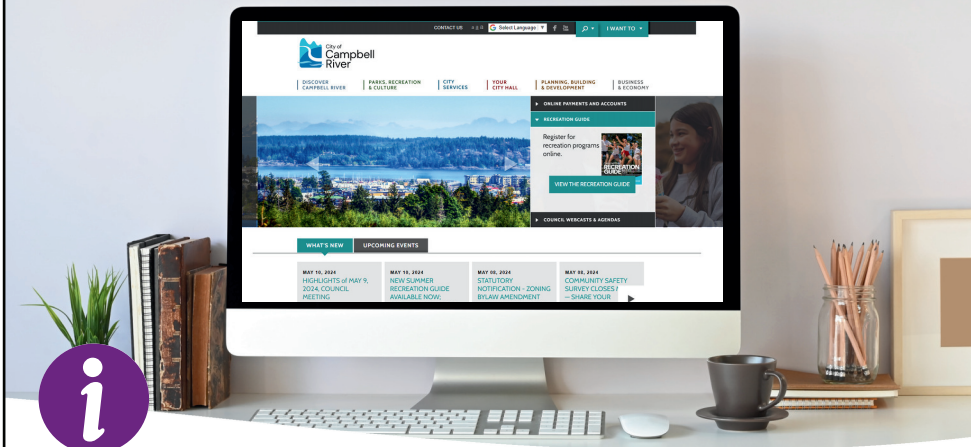 CONTACT US
Select Language
I WANT TO
City of
Campbell
River
DISCOVER
CAMPBELL RIVER
PARKS, RECREATION
& CULTURE
CITY
SERVICES
YOUR
CITY HALL
PLANNING, BUILDING
& DEVELOPMENT
BUSINESS
& ECONOMY
ONLINE PAYMENTS AND ACCOUNTS
RECREATION GUIDE
Register for
recreation programs
online.
RECREATION
GUIDE
VIEW THE RECREATION GUIDE
COUNCIL WEBCASTS & AGENDAS
WHAT'S NEW
UPCOMING EVENTS
MAY 10, 2024
HIGHLIGHTS of MAY 9,
2024, COUNCIL
MEETING
MAY 10, 2024
NEW SUMMER
RECREATION GUIDE
AVAILABLE NOW:
MAY 08, 2024
STATUTORY
NOTIFICATION - ZONING
BYLAW AMENDMENT
MAY 08, 2024
COMMUNITY SAFETY
SURVEY CLOSES
– SHARE YOUR
i